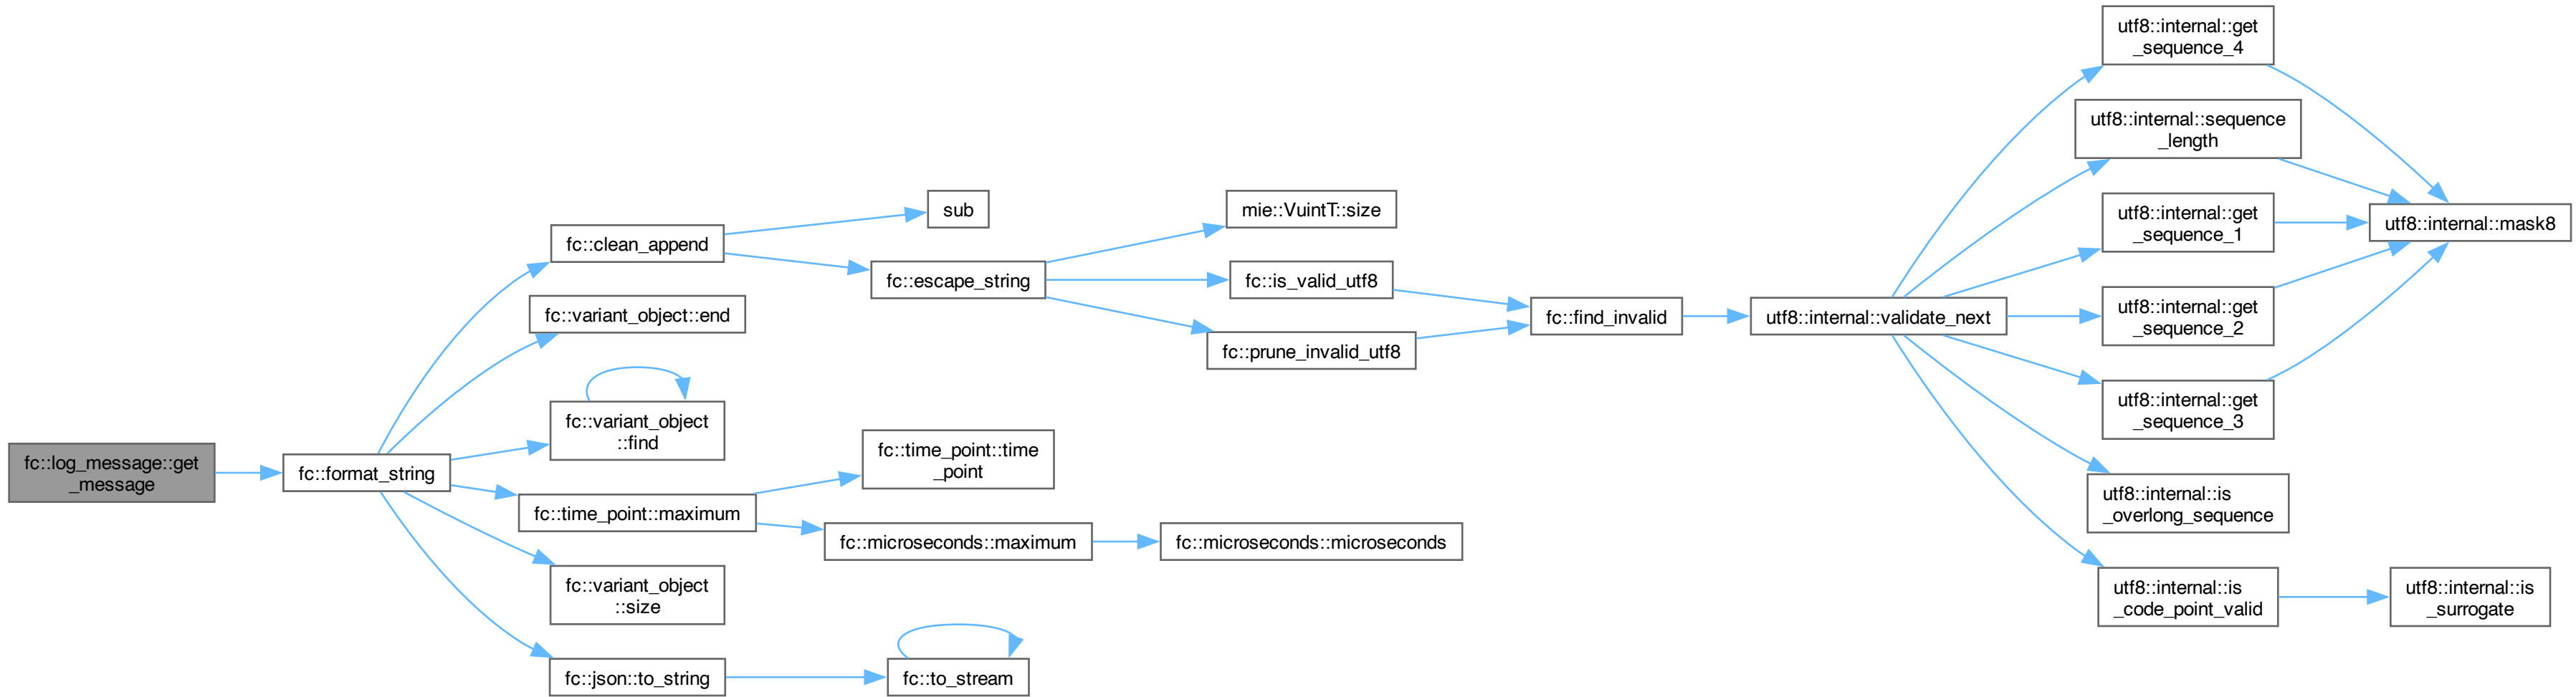 fc::log_message::get
_message
fc::format_string
fc::clean_append
sub
fc::escape_string
mie::VuintT::size
fc::is_valid_utf8
fc::prune_invalid_utf8
fc::find_invalid
utf8::internal::validate_next
utf8::internal::get
_sequence_4
utf8::internal::sequence
_length
utf8::internal::get
_sequence_1
utf8::internal::get
_sequence_2
utf8::internal::get
_sequence_3
utf8::internal::mask8
utf8::internal::is
_overlong_sequence
utf8::internal::is
_code_point_valid
utf8::internal::is
_surrogate
fc::variant_object::end
fc::variant_object
::find
fc::time_point::maximum
fc::time_point::time
_point
fc::microseconds::maximum
fc::microseconds::microseconds
fc::variant_object
::size
fc::json::to_string
fc::to_stream